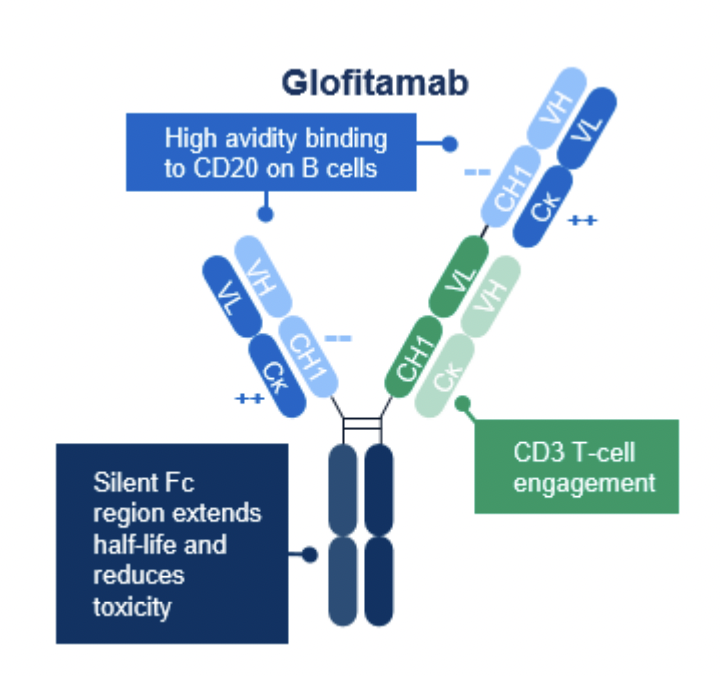 Glofitamab
High avidity binding
to CD20 on B cells
VH
VL
CH1
Cκ
--
++
VL
VH
CH1
Cκ
VL
VH
Cκ
CH1
--
++
CD3 T-cell
engagement
Silent Fc
region extends
half-life and
reduces
toxicity